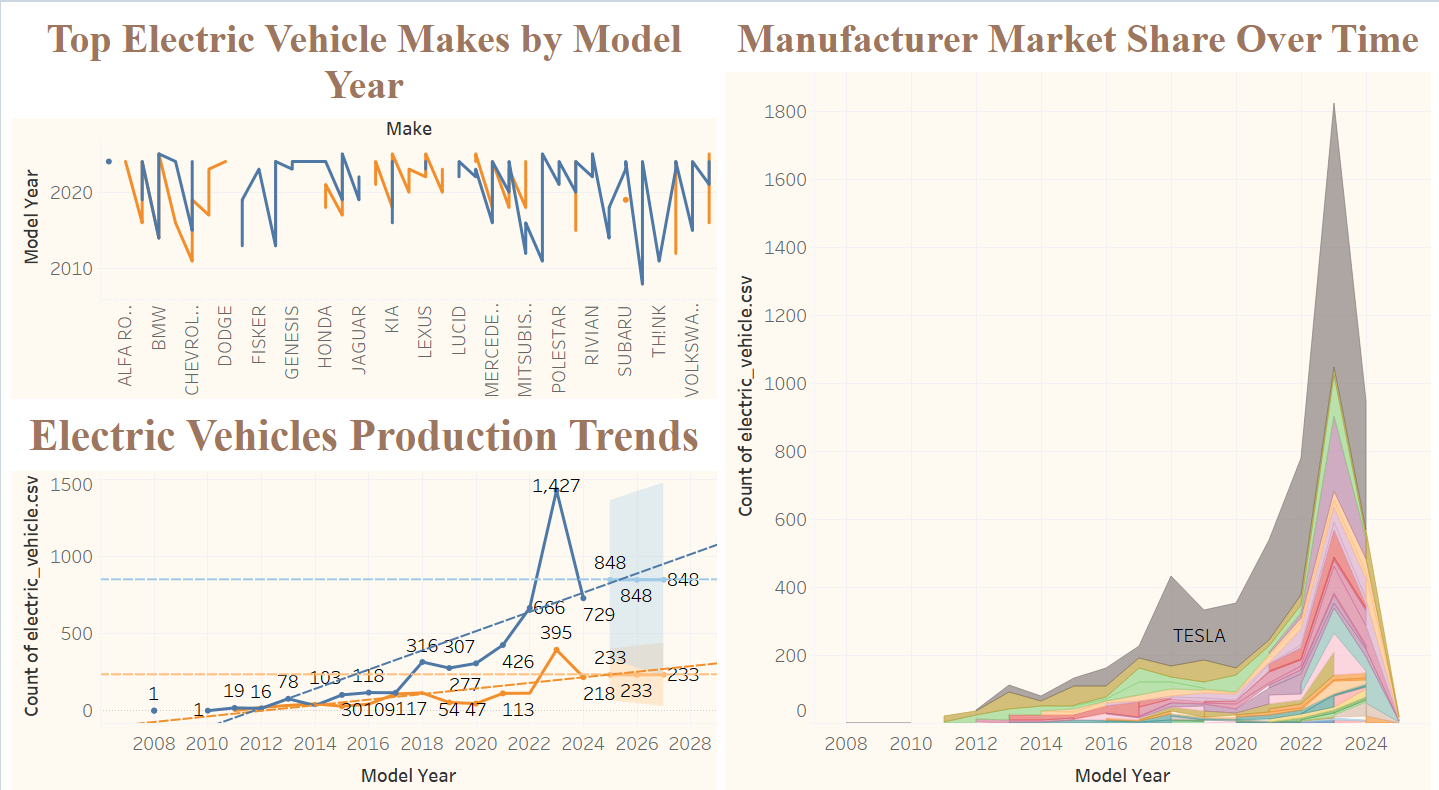 Top Electric Vehicle Makes by Model
Year
Make
Model Year
2020
2010
ALFA RO..
BMW
CHEVROL..
DODGE
FISKER
GENESIS
HONDA
JAGUAR
KIA
LEXUS
LUCID
MERCEDE..
MITSUBIS..
POLESTAR
RIVIAN
SUBARU
TH!NK
VOLKSWA..
Electric Vehicles Production Trends
Count of electric_vehicle.csv
1500
1000
500
0
1
1
19
16
78
103
118
30
109
117
316
307
277
54
47
426
113
666
1,427
395
729
218
848
848
848
233
233
233
2008 2010 2012 2014 2016 2018 2020 2022 2024 2026 2028
Model Year
Manufacturer Market Share Over Time
Count of electric_vehicle.csv
1800
1600
1400
1200
1000
800
600
400
200
0
TESLA
2008 2010 2012 2014 2016 2018 2020 2022 2024
Model Year